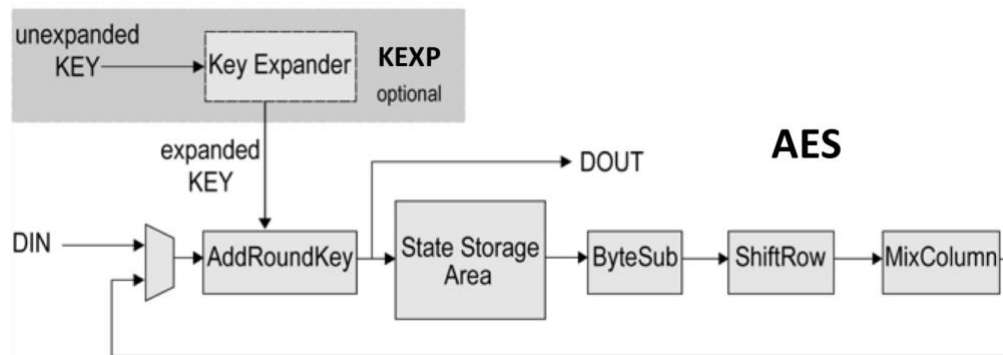 unexpanded
KEY
Key Expander
KEXP
optional
expanded
KEY
DOUT
AES
DIN
AddRoundKey
State Storage
Area
ByteSub
ShiftRow
MixColumn